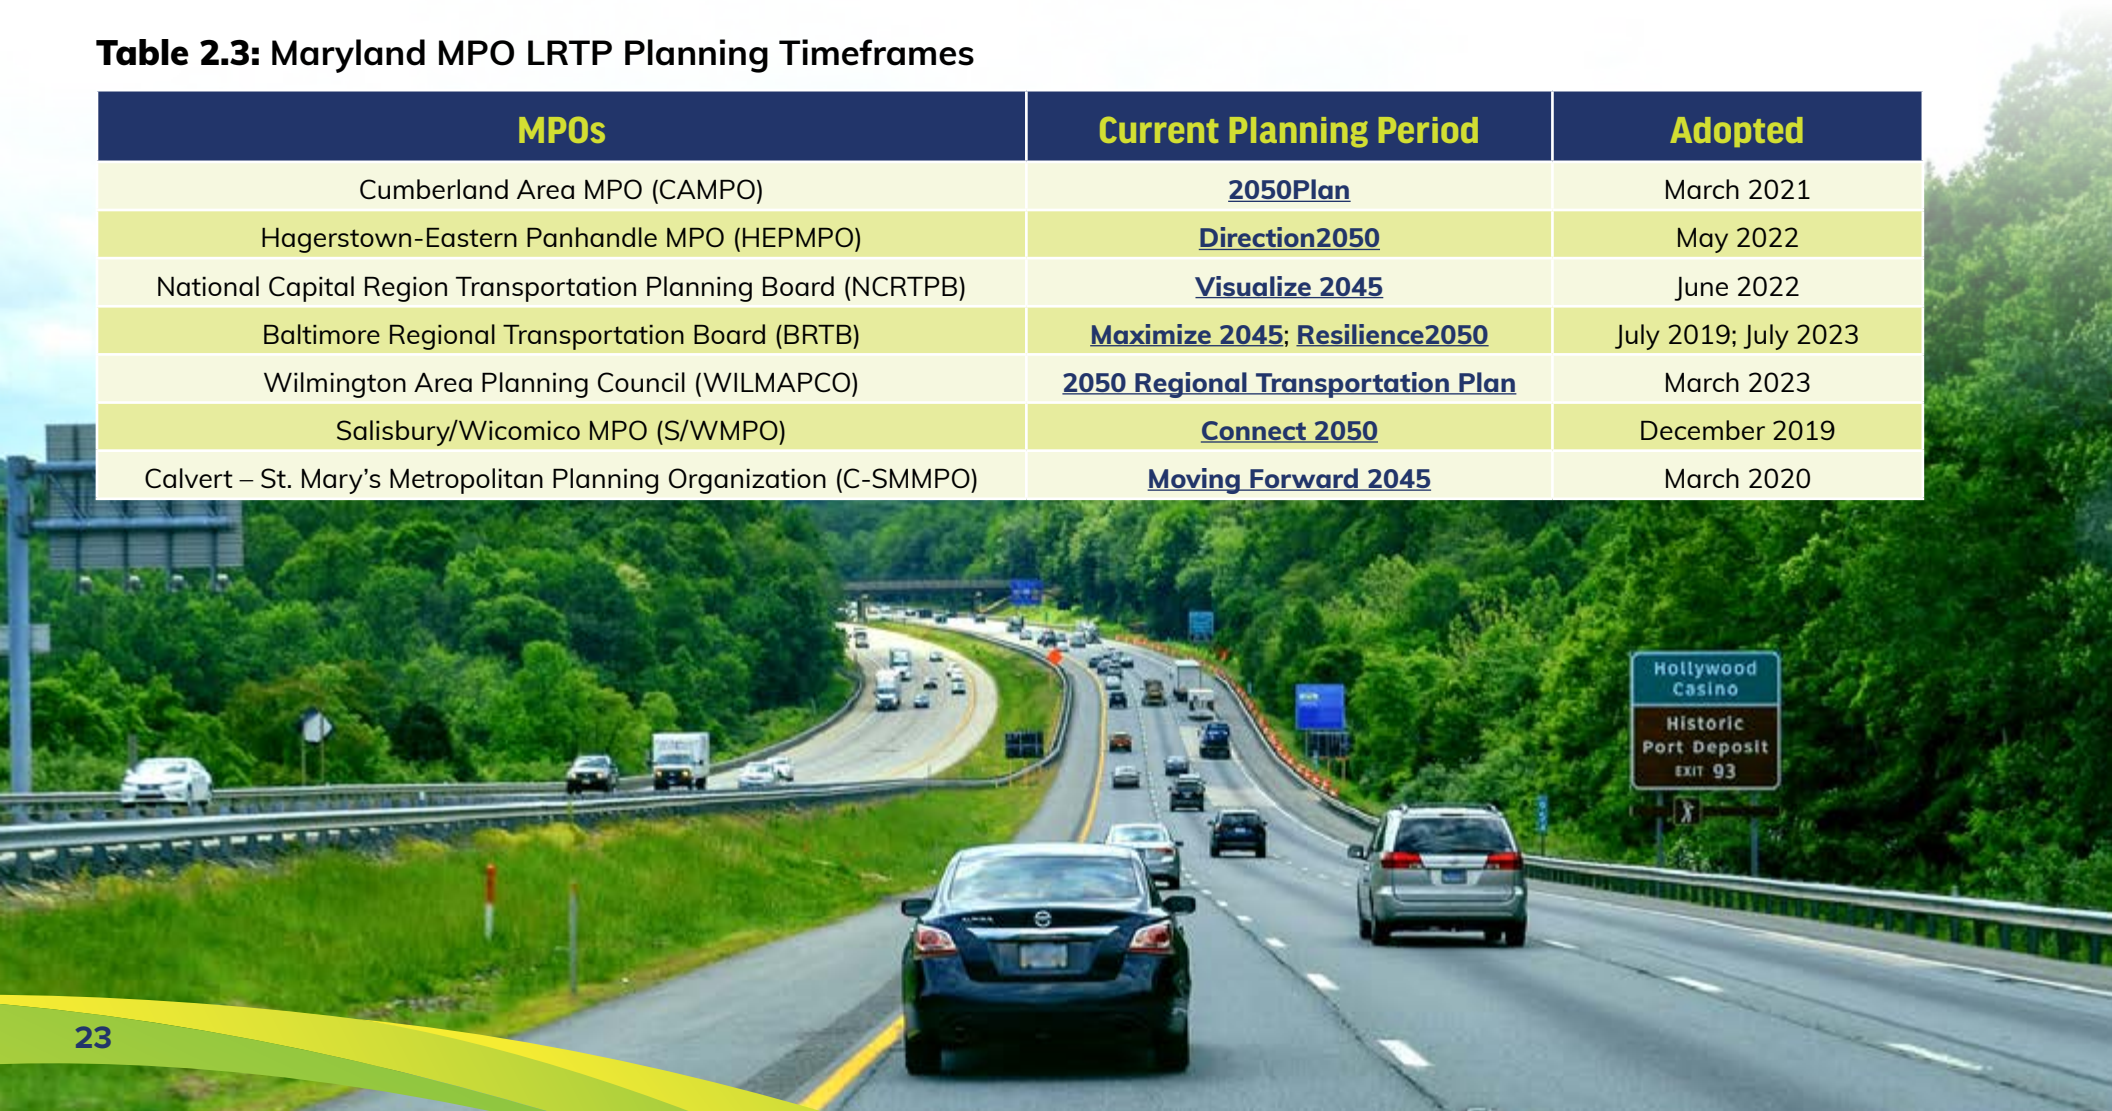 Table 2.3: Maryland MPO LRTP Planning Timeframes
MPOs Current Planning Period Adopted
Cumberland Area MPO (CAMPO) 2050Plan March 2021
Hagerstown-Eastern Panhandle MPO (HEPMPO) Direction2050 May 2022
National Capital Region Transportation Planning Board (NCRTPB) Visualize 2045 June 2022
Baltimore Regional Transportation Board (BRTB) Maximize 2045; Resilience2050 July 2019; July 2023
Wilmington Area Planning Council (WILMAPCO) 2050 Regional Transportation Plan March 2023
Salisbury/Wicomico MPO (S/WMPO) Connect 2050 December 2019
Calvert – St. Mary’s Metropolitan Planning Organization (C-SMMPO) Moving Forward 2045 March 2020
Hollywood
Casino
Historic
Port Deposit
EXIT 93
23